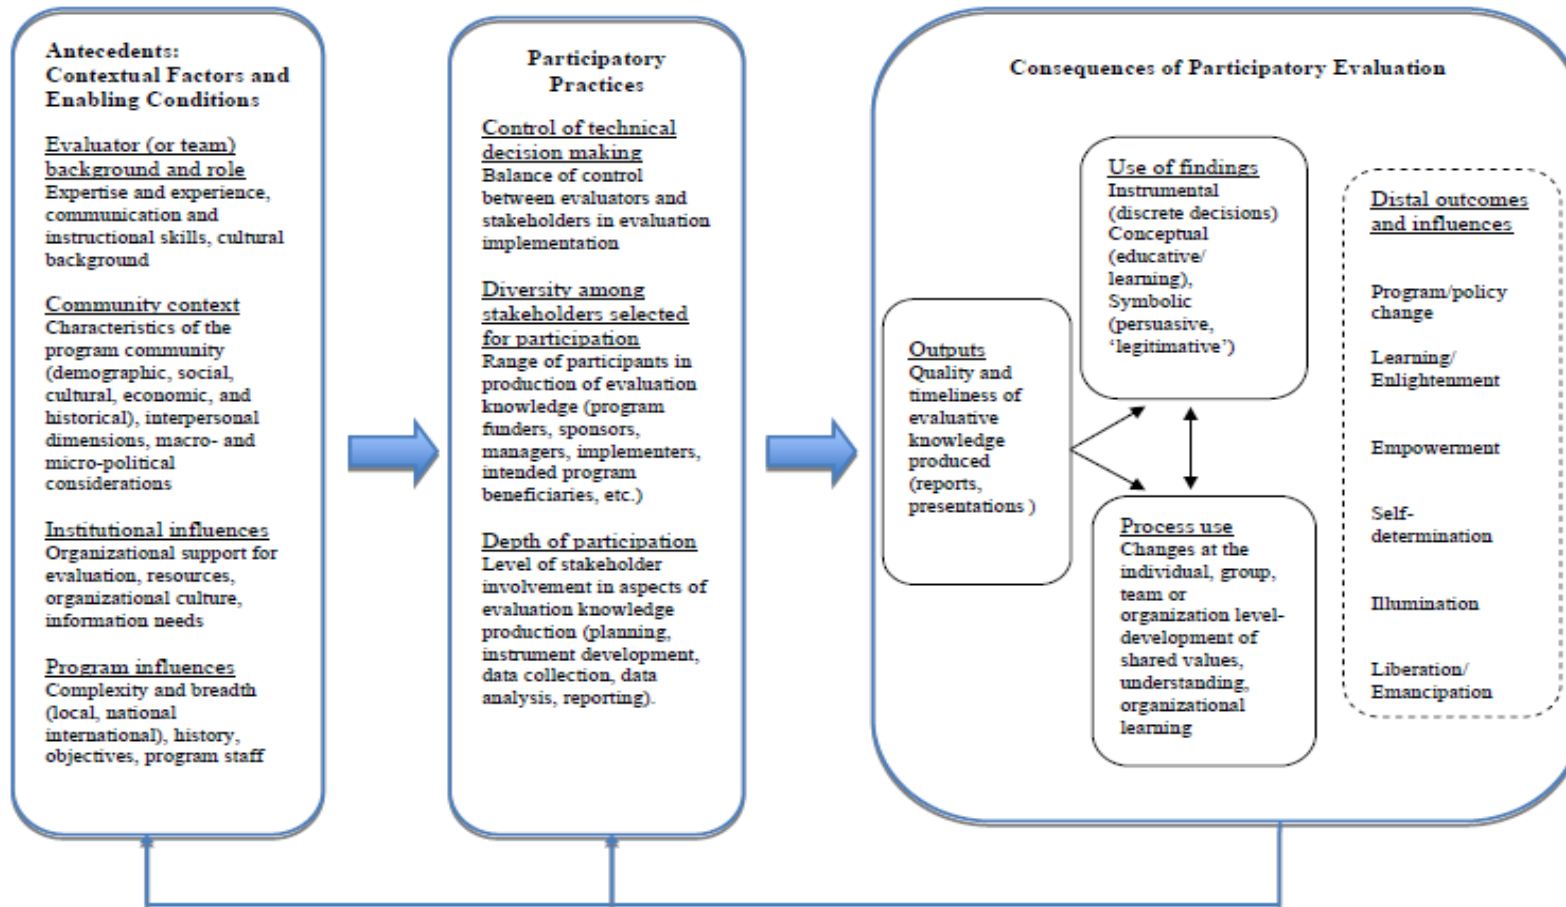 Antecedents:
Contextual Factors and
Enabling Conditions
Evaluator (or team)
background and role
Expertise and experience,
communication and
instructional skills, cultural
background
Community context
Characteristics of the
program community
(demographic, social,
cultural, economic, and
historical), interpersonal
dimensions, macro- and
micro-political
considerations
Institutional influences
Organizational support for
evaluation, resources,
organizational culture,
information needs
Program influences
Complexity and breadth
(local, national
international), history,
objectives, program staff
Participatory
Practices
Control of technical
decision making
Balance of control
between evaluators and
stakeholders in evaluation
implementation
Diversity among
stakeholders selected
for participation
Range of participants in
production of evaluation
knowledge (program
funders, sponsors,
managers, implementers,
intended program
beneficiaries, etc.)
Depth of participation
Level of stakeholder
involvement in aspects of
evaluation knowledge
production (planning,
instrument development,
data collection, data
analysis, reporting).
Consequences of Participatory Evaluation
Outputs
Quality and
timeliness of
evaluative
knowledge
produced
(reports,
presentations )
Use of findings
Instrumental
(discrete decisions)
Conceptual
(educative/
learning),
Symbolic
(persuasive,
‘legitimative’)
Process use
Changes at the
individual, group,
team or
organization level-
development of
shared values,
understanding,
organizational
learning
Distal outcomes
and influences
Program/policy
change
Learning/
Enlightenment
Empowerment
Self-
determination
Illumination
Liberation/
Emancipation